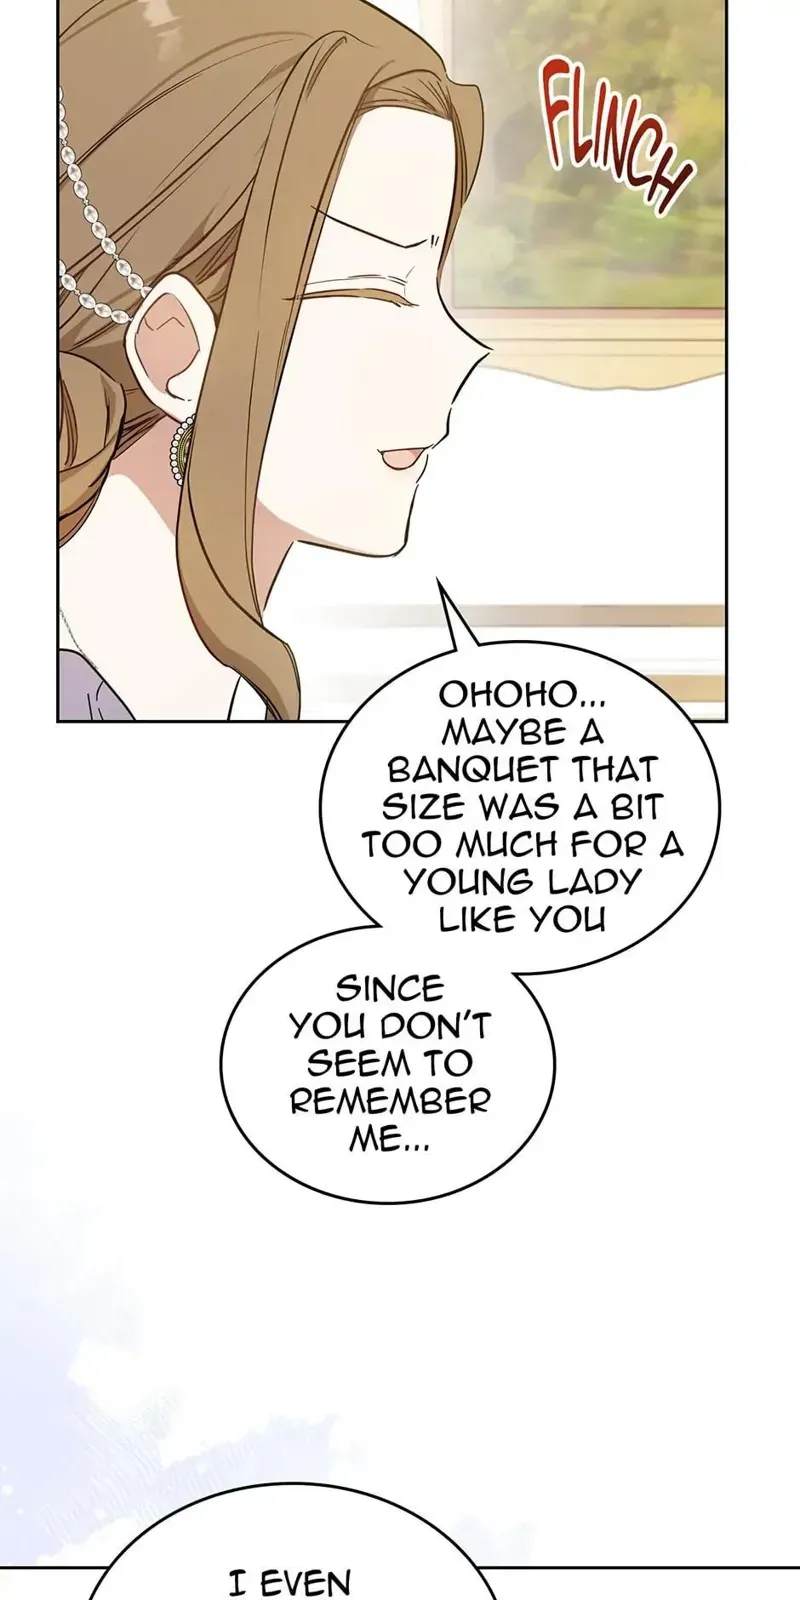 FLINCH
OHOHO...
MAYBE A
BANQUET THAT
SIZE WAS A BIT
TOO MUCH FOR A
YOUNG LADY
LIKE YOU
SINCE
YOU DON'T
SEEM TO
REMEMBER
ME...
I EVEN